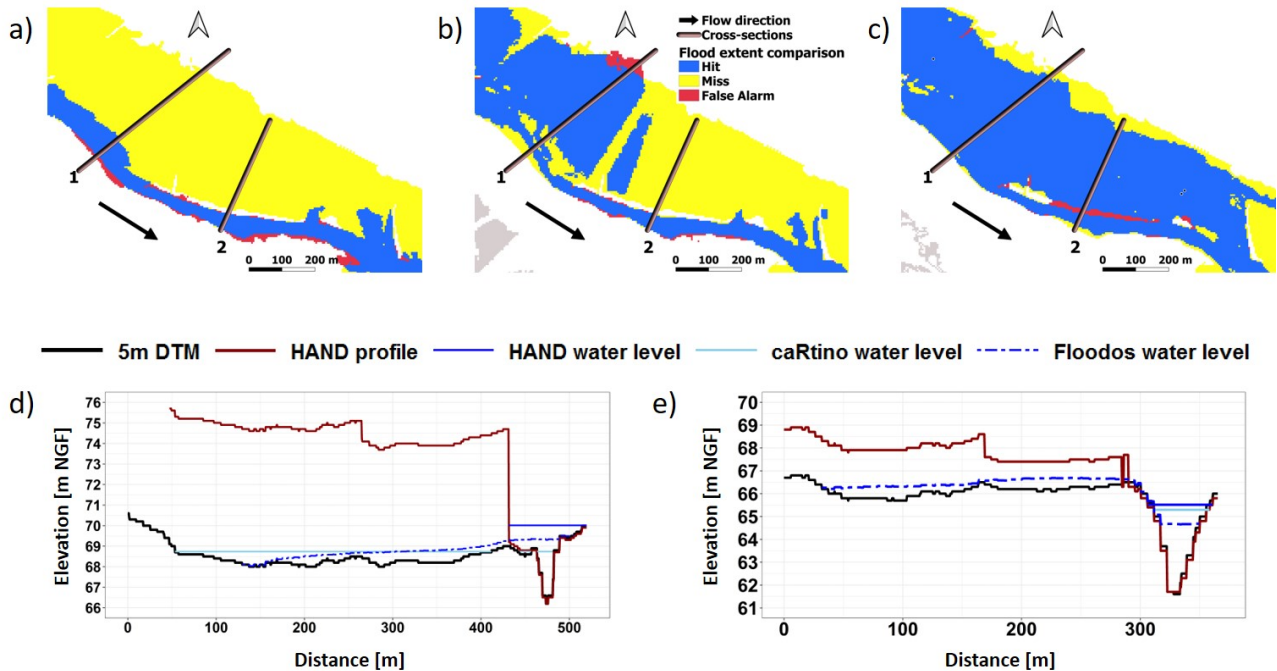 a)
b)
c)
Flow direction
Cross-sections
Flood extent comparison
Hit
Miss
False Alarm
1
2
0 100 200 m
1
2
0 100 200 m
1
2
0 100 200 m
5m DTM HAND profile HAND water level caRtino water level Floodos water level
d)
Elevation [m NGF]
76
75
74
73
72
71
70
69
68
67
66
0 100 200 300 400 500
Distance [m]
e)
Elevation [m NGF]
70
69
68
67
66
65
64
63
62
61
0 100 200 300
Distance [m]